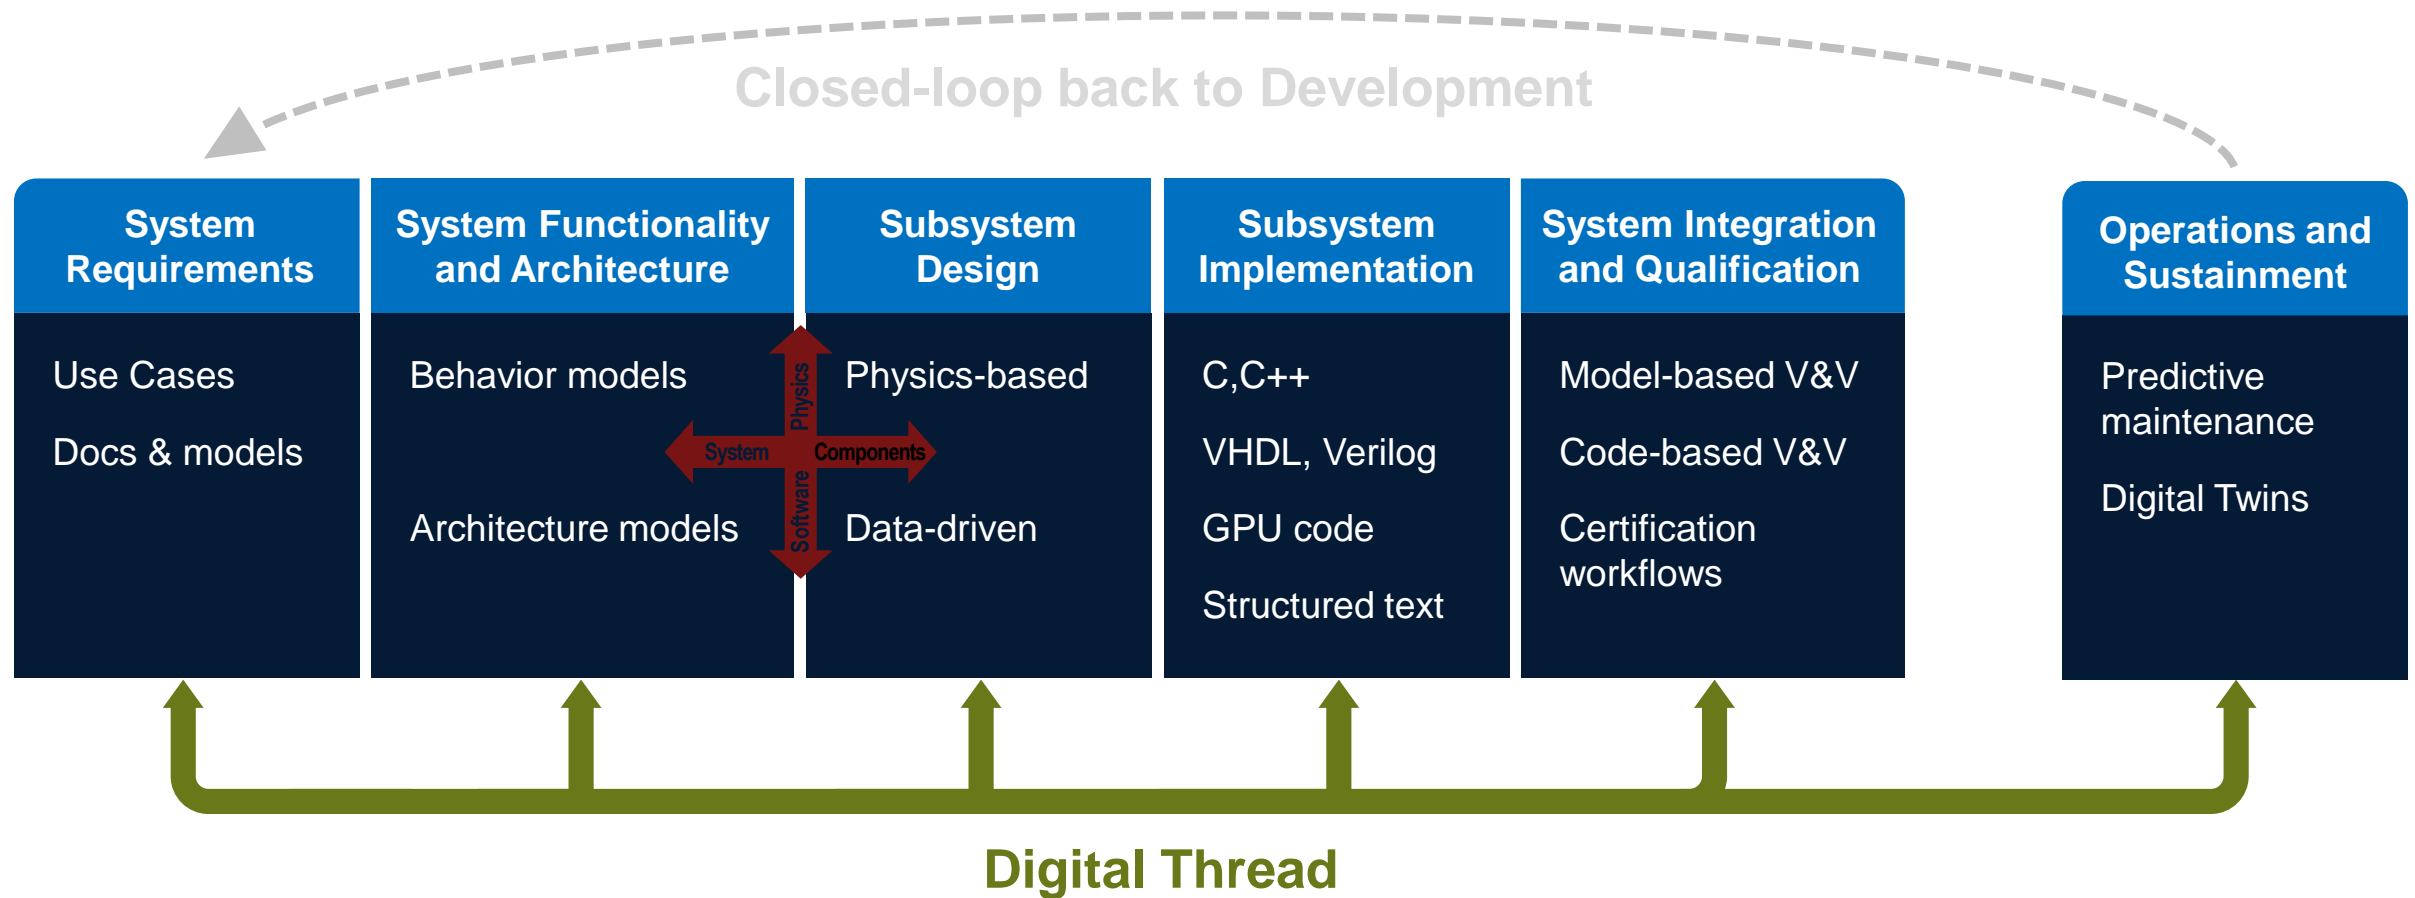 Closed-loop back to Development
System
Requirements
Use Cases
Docs & models
System Functionality
and Architecture
Behavior models
Architecture models
Physics
System
Components
Software
Subsystem
Design
Physics-based
Data-driven
Subsystem
Implementation
C,C++
VHDL, Verilog
GPU code
Structured text
System Integration
and Qualification
Model-based V&V
Code-based V&V
Certification
workflows
Operations and
Sustainment
Predictive
maintenance
Digital Twins
Digital Thread